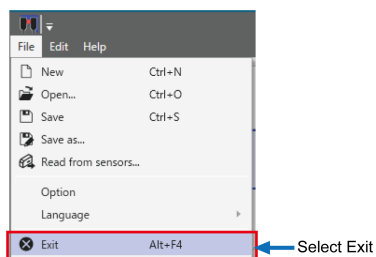 File Edit Help
New Ctrl+N
Open... Ctrl+O
Save Ctrl+S
Save as...
Read from sensors...
Option
Language
Exit Alt+F4
Select Exit